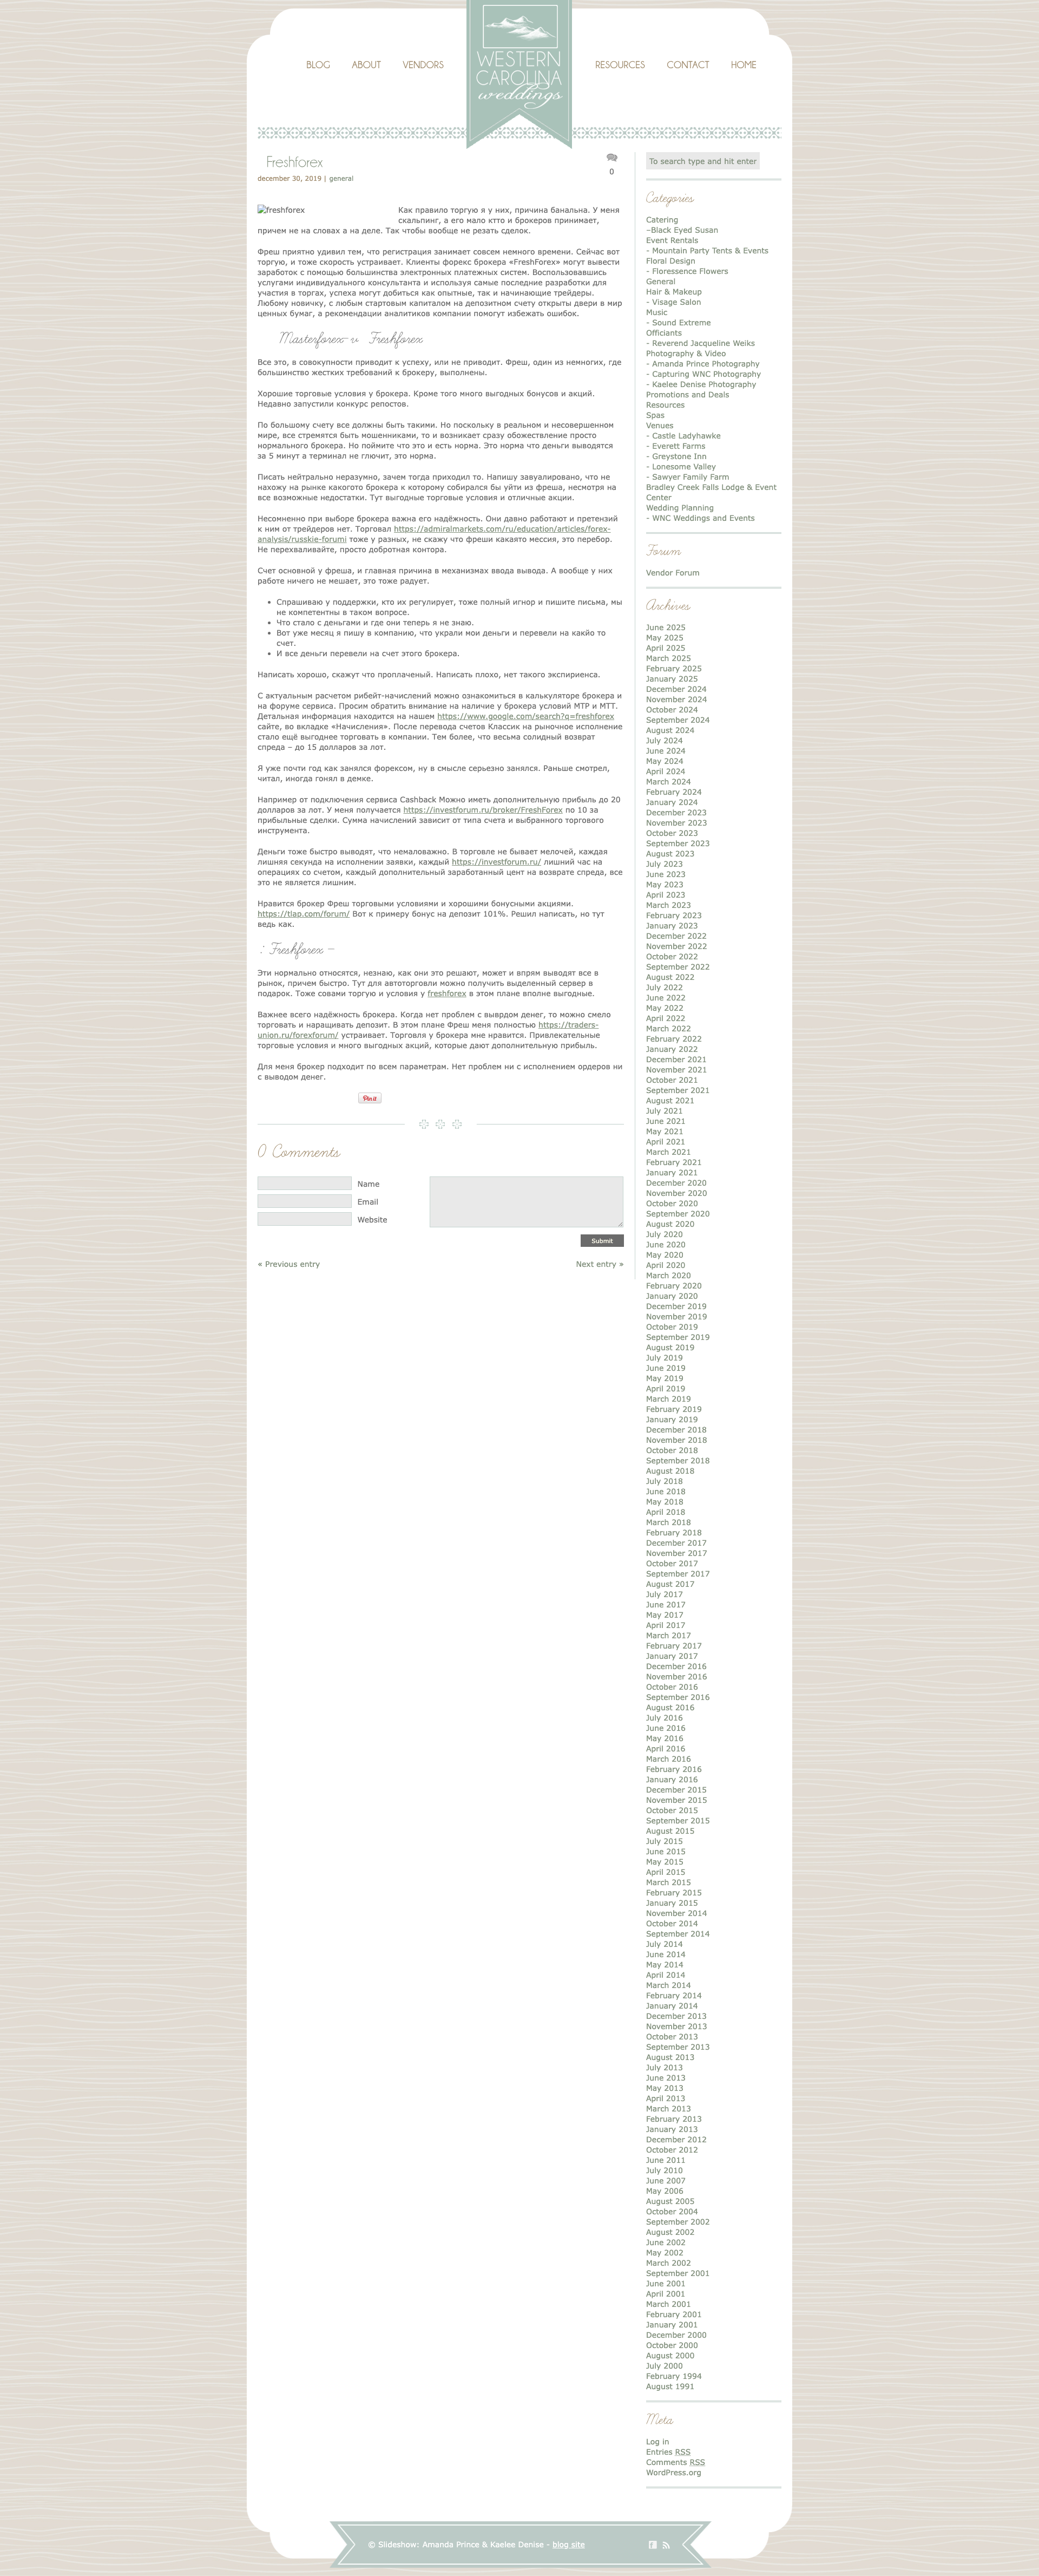 BLOG ABOUT VENDORS
WESTERN
CAROLINA
weddings
RESOURCES CONTACT HOME
Freshforex
0
december 30, 2019 | general
freshforex
Как правило торгую я у них, причина банальна. У меня
скальпинг, а его мало ктто и брокеров принимает,
причем не на словах а на деле. Так чтобы вообще не резать сделок.
Фреш приятно удивил тем, что регистрация занимает совсем немного времени. Сейчас вот
торгую, и тоже скорость устраивает. Клиенты форекс брокера «FreshForex» могут вывести
заработок с помощью большинства электронных платежных систем. Воспользовавшись
услугами индивидуального консультанта и используя самые последние разработки для
участия в торгах, успеха могут добиться как опытные, так и начинающие трейдеры.
Любому новичку, с любым стартовым капиталом на депозитном счету открыты двери в мир
ценных бумаг, а рекомендации аналитиков компании помогут избежать ошибок.
Masterforex-v Freshforex
Все это, в совокупности приводит к успеху, или не приводит. Фреш, один из немногих, где
большинство жестких требований к брокеру, выполнены.
Хорошие торговые условия у брокера. Кроме того много выгодных бонусов и акций.
Недавно запустили конкурс репостов.
По большому счету все должны быть такими. Но поскольку в реальном и несовершенном
мире, все стремятся быть мошенниками, то и возникает сразу обожествление просто
нормального брокера. Но поймите что это и есть норма. Это норма что деньги выводятся
за 5 минут а терминал не глючит, это норма.
Писать нейтрально некасаемо, зачем тогда приходил то. Напишу завуалировано, что не
нахожу на рынке какогого брокера к которому собирался бы уйти из фреша, несмотря на
все возможные недостатки. Тут выгодные торговые условия и отличные акции.
Несомненно при выборе брокера важна его надёжность. Они давно работают и претензий
к ним от трейдеров нет. Торговал https://admiralmarkets.com/ru/education/articles/forex-
analysis/russkie-forumi тоже у разных, не скажу что фреши какаято мессия, это перебор.
Не перехваливайте, просто добротная контора.
Счет основной у фреша, и главная причина в механизмах ввода вывода. А вообще у них
работе ничего не мешает, это тоже радует.
• Спрашиваю у поддержки, кто их регулирует, тоже полный игнор и пишите письма, мы
не компетентны в таком вопросе.
• Что стало с деньгами и где они теперь я не знаю.
• Вот уже месяц я пишу в компанию, что украли мои деньги и перевели на какйо то
счет.
• И все деньги перевели на счет этого брокера.
Написать хорошо, скажут что проплаченый. Написать плохо, нет такого экспириенса.
С актуальным расчетом рибейт-начислений можно ознакомиться в калькуляторе брокера и
на форуме сервиса. Просим обратить внимание на начисления у брокеров узлового MTP и MTT.
Детальная информация находится на нашем https://www.google.com/search?q=freshforex
сайте, во вкладке «Начисления». После перевода счетов Классик на рыночное исполнение
стало ещё выгоднее торговать в компании. Тем более, что весьма солидный возврат
спреда – до 15 долларов за лот.
Я уже почти год как занялся форексом, ну в смысле серьезно занялся. Раньше смотрел,
читал, иногда гонял в демке.
Например от подключения сервиса Cashback Можно иметь дополнительную прибыль до 20
долларов за лот. У меня получается https://investforum.ru/broker/FreshForex по 10 за
прибыльные сделки. Сумма начислений зависит от типа счета и выбранного торгового
инструмента.
Деньги тоже быстро выводят, что немаловажно. В торговле не бывает мелочей, каждая
лишняя секунда на исполнении заявки, каждый https://investforum.ru/ лишний час на
операциях со счетом, каждый дополнительный заработанный цент на возврате спреда, все
это не является лишним.
Нравится брокер Фреш торговыми условиями и хорошими бонусными акциями.
https://tlap.com/forum/ Вот к примеру бонус на депозит 101%. Решил написать, но тут
ведь как.
: Freshforex –
Эти нормально относятся, незнаю, как они это решают, может и впрям выводят все в
рынок, причем быстро. Тут для автоторговли можно получить выделенный сервер в
подарок. Тоже совами торгую и условия у freshforex в этом плане вполне выгодные.
Важнее всего надёжность брокера. Когда нет проблем с выврдом денег, то можно смело
торговать и наращивать депозит. В этом плане Фреш меня полностью https://traders-
union.ru/forexforum/ устраивает. Торговля у брокера мне нравится. Привлекательные
торговые условия и много выгодных акций, которые дают дополнительную прибыль.
Для меня брокер подходит по всем параметрам. Нет проблем ни с исполнением ордеров ни
с выводом денег.
Pinit
0 Comments
Name
Email
Website
Submit
« Previous entry Next entry »
To search type and hit enter
Categories
Catering
–Black Eyed Susan
Event Rentals
- Mountain Party Tents & Events
Floral Design
- Floressence Flowers
General
Hair & Makeup
- Visage Salon
Music
- Sound Extreme
Officiants
- Reverend Jacqueline Weiks
Photography & Video
- Amanda Prince Photography
- Capturing WNC Photography
- Kaelee Denise Photography
Promotions and Deals
Resources
Spas
Venues
- Castle Ladyhawke
- Everett Farms
- Greystone Inn
- Lonesome Valley
- Sawyer Family Farm
Bradley Creek Falls Lodge & Event
Center
Wedding Planning
- WNC Weddings and Events
Forum
Vendor Forum
Archives
June 2025
May 2025
April 2025
March 2025
February 2025
January 2025
December 2024
November 2024
October 2024
September 2024
August 2024
July 2024
June 2024
May 2024
April 2024
March 2024
February 2024
January 2024
December 2023
November 2023
October 2023
September 2023
August 2023
July 2023
June 2023
May 2023
April 2023
March 2023
February 2023
January 2023
December 2022
November 2022
October 2022
September 2022
August 2022
July 2022
June 2022
May 2022
April 2022
March 2022
February 2022
January 2022
December 2021
November 2021
October 2021
September 2021
August 2021
July 2021
June 2021
May 2021
April 2021
March 2021
February 2021
January 2021
December 2020
November 2020
October 2020
September 2020
August 2020
July 2020
June 2020
May 2020
April 2020
March 2020
February 2020
January 2020
December 2019
November 2019
October 2019
September 2019
August 2019
July 2019
June 2019
May 2019
April 2019
March 2019
February 2019
January 2019
December 2018
November 2018
October 2018
September 2018
August 2018
July 2018
June 2018
May 2018
April 2018
March 2018
February 2018
December 2017
November 2017
October 2017
September 2017
August 2017
July 2017
June 2017
May 2017
April 2017
March 2017
February 2017
January 2017
December 2016
November 2016
October 2016
September 2016
August 2016
July 2016
June 2016
May 2016
April 2016
March 2016
February 2016
January 2016
December 2015
November 2015
October 2015
September 2015
August 2015
July 2015
June 2015
May 2015
April 2015
March 2015
February 2015
January 2015
November 2014
October 2014
September 2014
July 2014
June 2014
May 2014
April 2014
March 2014
February 2014
January 2014
December 2013
November 2013
October 2013
September 2013
August 2013
July 2013
June 2013
May 2013
April 2013
March 2013
February 2013
January 2013
December 2012
October 2012
June 2011
July 2010
June 2007
May 2006
August 2005
October 2004
September 2002
August 2002
June 2002
May 2002
March 2002
September 2001
June 2001
April 2001
March 2001
February 2001
January 2001
December 2000
October 2000
August 2000
July 2000
February 1994
August 1991
Meta
Log in
Entries RSS
Comments RSS
WordPress.org
© Slideshow: Amanda Prince & Kaelee Denise - blog site